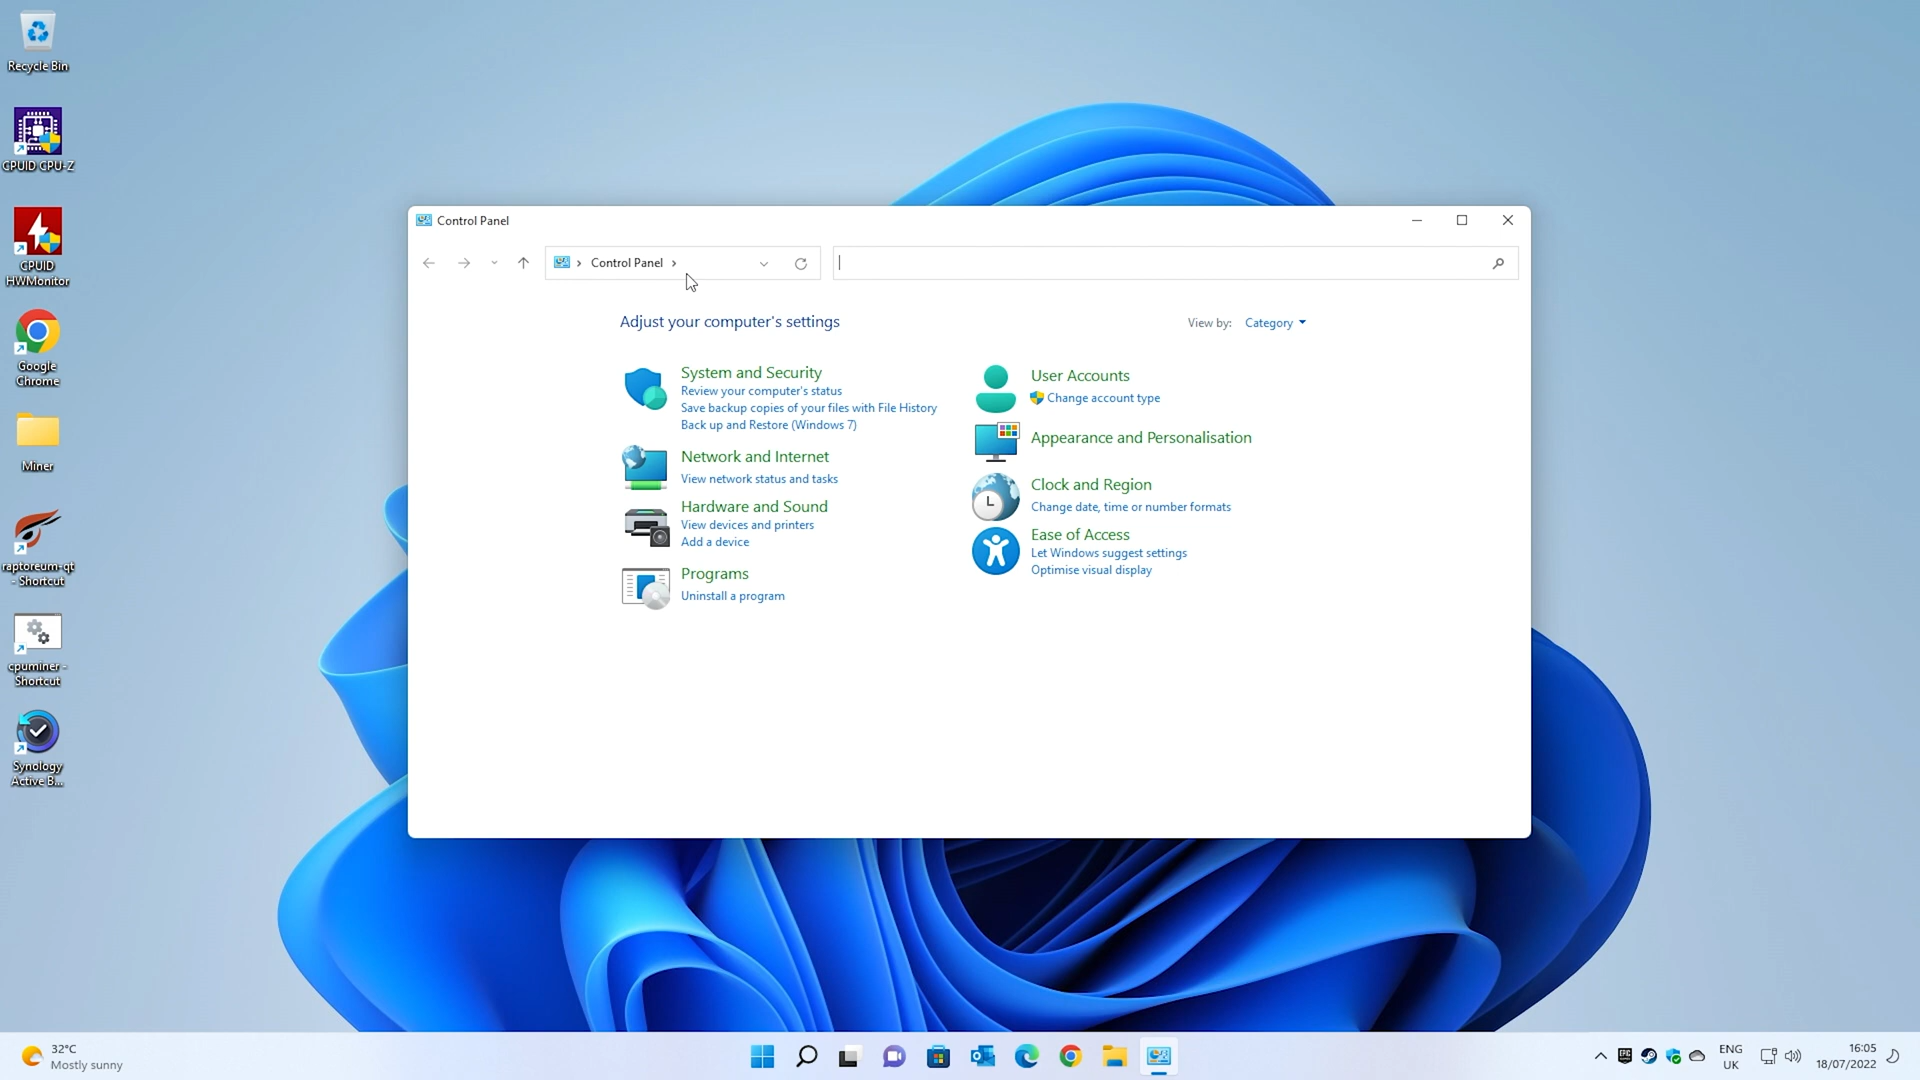 Recycle Bin
CPUID CPU-Z
CPUID
HWMonitor
Google
Chrome
Miner
raptoreum-qt
- Shortcut
cpuminer -
Shortcut
Synology
Active B...
Control Panel
Control Panel
Adjust your computer's settings
View by: Category
System and Security
Review your computer's status
Save backup copies of your files with File History
Back up and Restore (Windows 7)
Network and Internet
View network status and tasks
Hardware and Sound
View devices and printers
Add a device
Programs
Uninstall a program
User Accounts
Change account type
Appearance and Personalisation
Clock and Region
Change date, time or number formats
Ease of Access
Let Windows suggest settings
Optimise visual display
32°C
Mostly sunny
EPIC
ENG
UK
16:05
18/07/2022